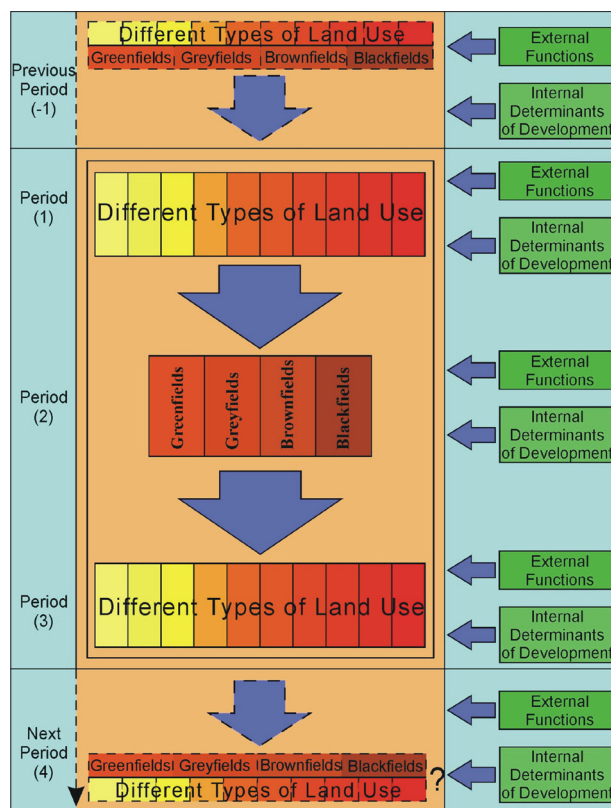 Different Types of Land Use
Greenfields Greyfields Brownfields Blackfields
Previous
Period
(-1)
External
Functions
Internal
Determinants
of Development
Period
(1)
Different Types of Land Use
External
Functions
Internal
Determinants
of Development
Period
(2)
Greenfields
Greyfields
Brownfields
Blackfields
External
Functions
Internal
Determinants
of Development
Period
(3)
Different Types of Land Use
External
Functions
Internal
Determinants
of Development
Next
Period
(4)
External
Functions
Greenfields Greyfields Brownfields Blackfields
Different Types of Land Use
?
Internal
Determinants
of Development